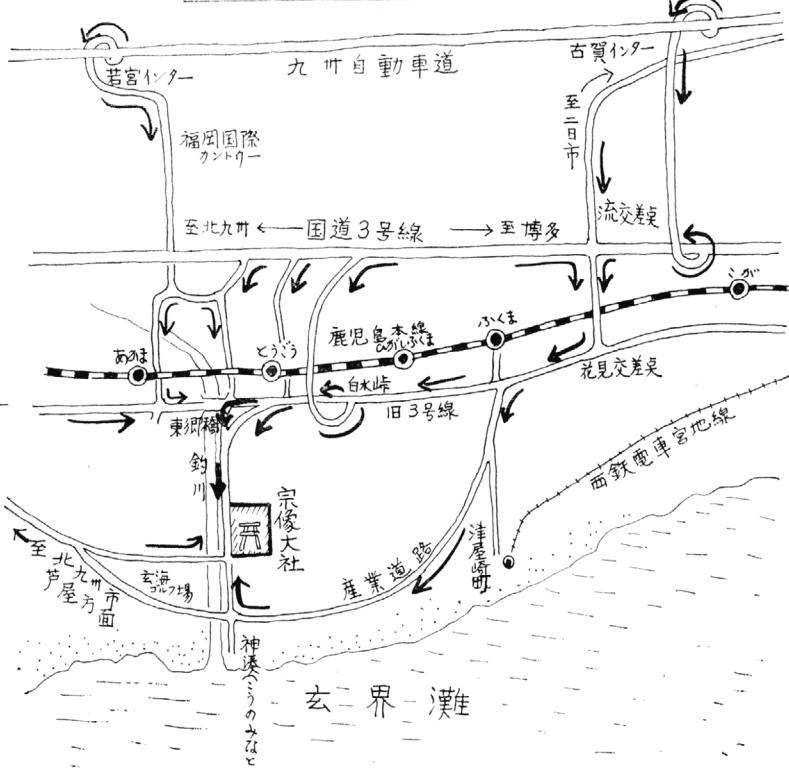 若宮インター
九州自動車道
古賀インター
至二日市
福岡国際
カントリー
流交差点
至北九州
国道3号線
至博多
こが
ふくま
鹿児島本線
ひがしふくま
とうごう
あかま
白木峠
花見交差点
旧3号線
東郷橋
釣川
西鉄電車宮地線
宗像大社
津屋崎町
産業道路
至北九州市
芦屋方面
玄海
ゴルフ場
神湊(こうのみなと
玄界灘